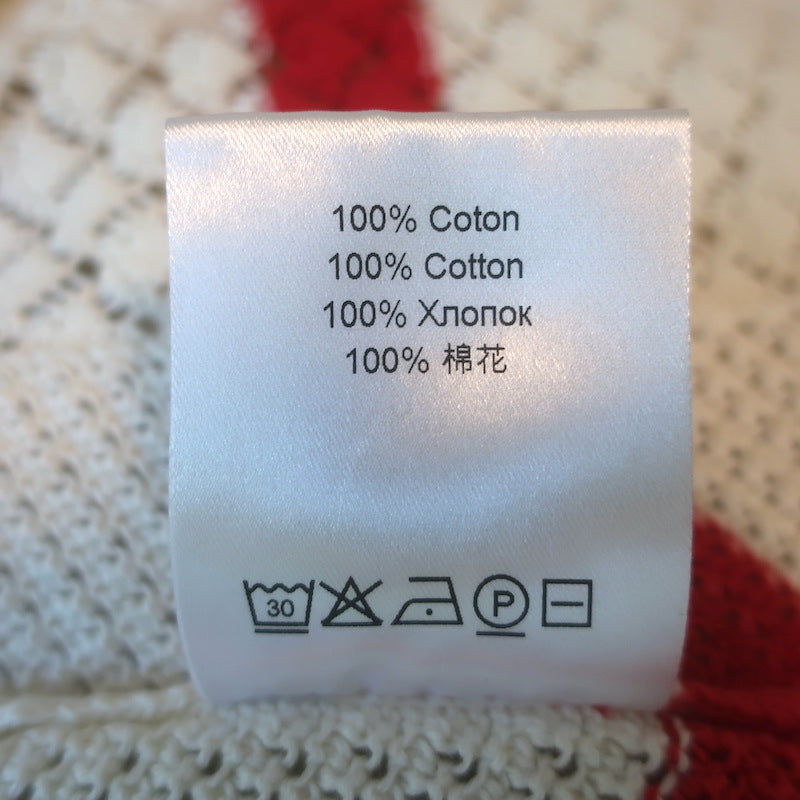 100% Coton
100% Cotton
100% Хлопок
100% 棉花
30 P